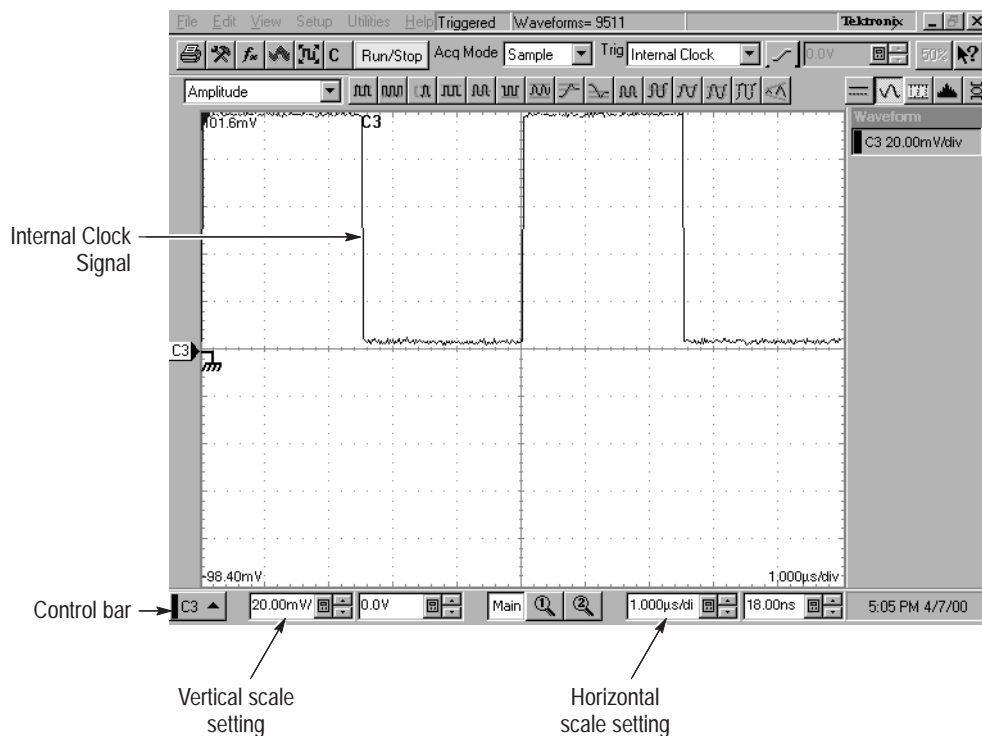 File Edit View Setup Utilities Help Triggered Waveforms= 9511 Tektronix
C Run/Stop Acq Mode Sample Trig Internal Clock 0.0V 50%
Amplitude
101.6mV C3
Waveform
C3 20.00mV/div
Internal Clock
Signal
C3
-98.40mV 1.000µs/div
Control bar
C3 20.00mV/ 0.0V Main 1 2 1.000µs/di 18.00ns 5:05 PM 4/7/00
Vertical scale
setting
Horizontal
scale setting